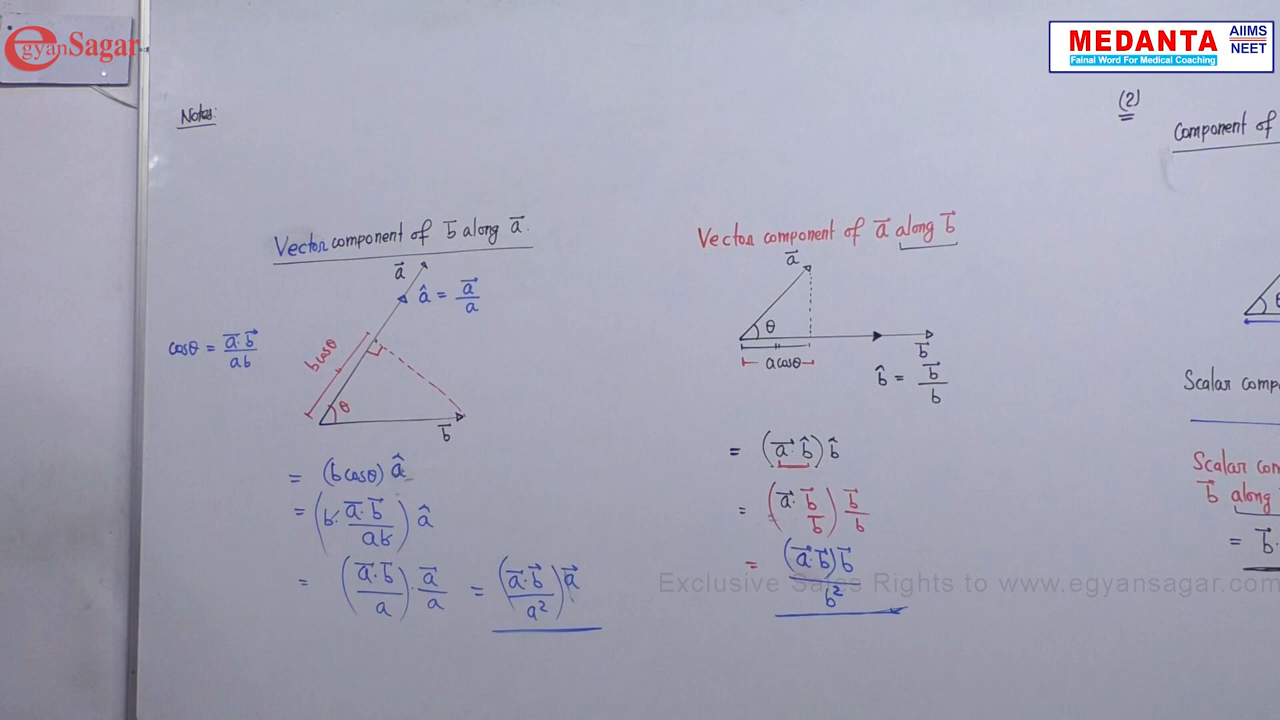 egyanSagar
MEDANTA
AIIMS
NEET
Fainal Word For Medical Coaching
Notes:
(2)
Component of
Vector component of b⃗ along a⃗.
a⃗
â = a⃗/a
cosθ = a⃗·b⃗/ab
bcosθ
θ
b⃗
= (bcosθ) â
= (b· a⃗·b⃗/ab) â
= (a⃗·b⃗/a)· a⃗/a = (a⃗·b⃗/a²) a⃗
Vector component of a⃗ along b⃗
a⃗
θ
b⃗
acosθ
b̂ = b⃗/b
= (a⃗·b̂) b̂
= (a⃗· b⃗/b) b⃗/b
= (a⃗·b⃗)b⃗/b²
Scalar comp
Scalar com
b⃗ along
= b⃗·
Exclusive Sales Rights to www.egyansagar.com